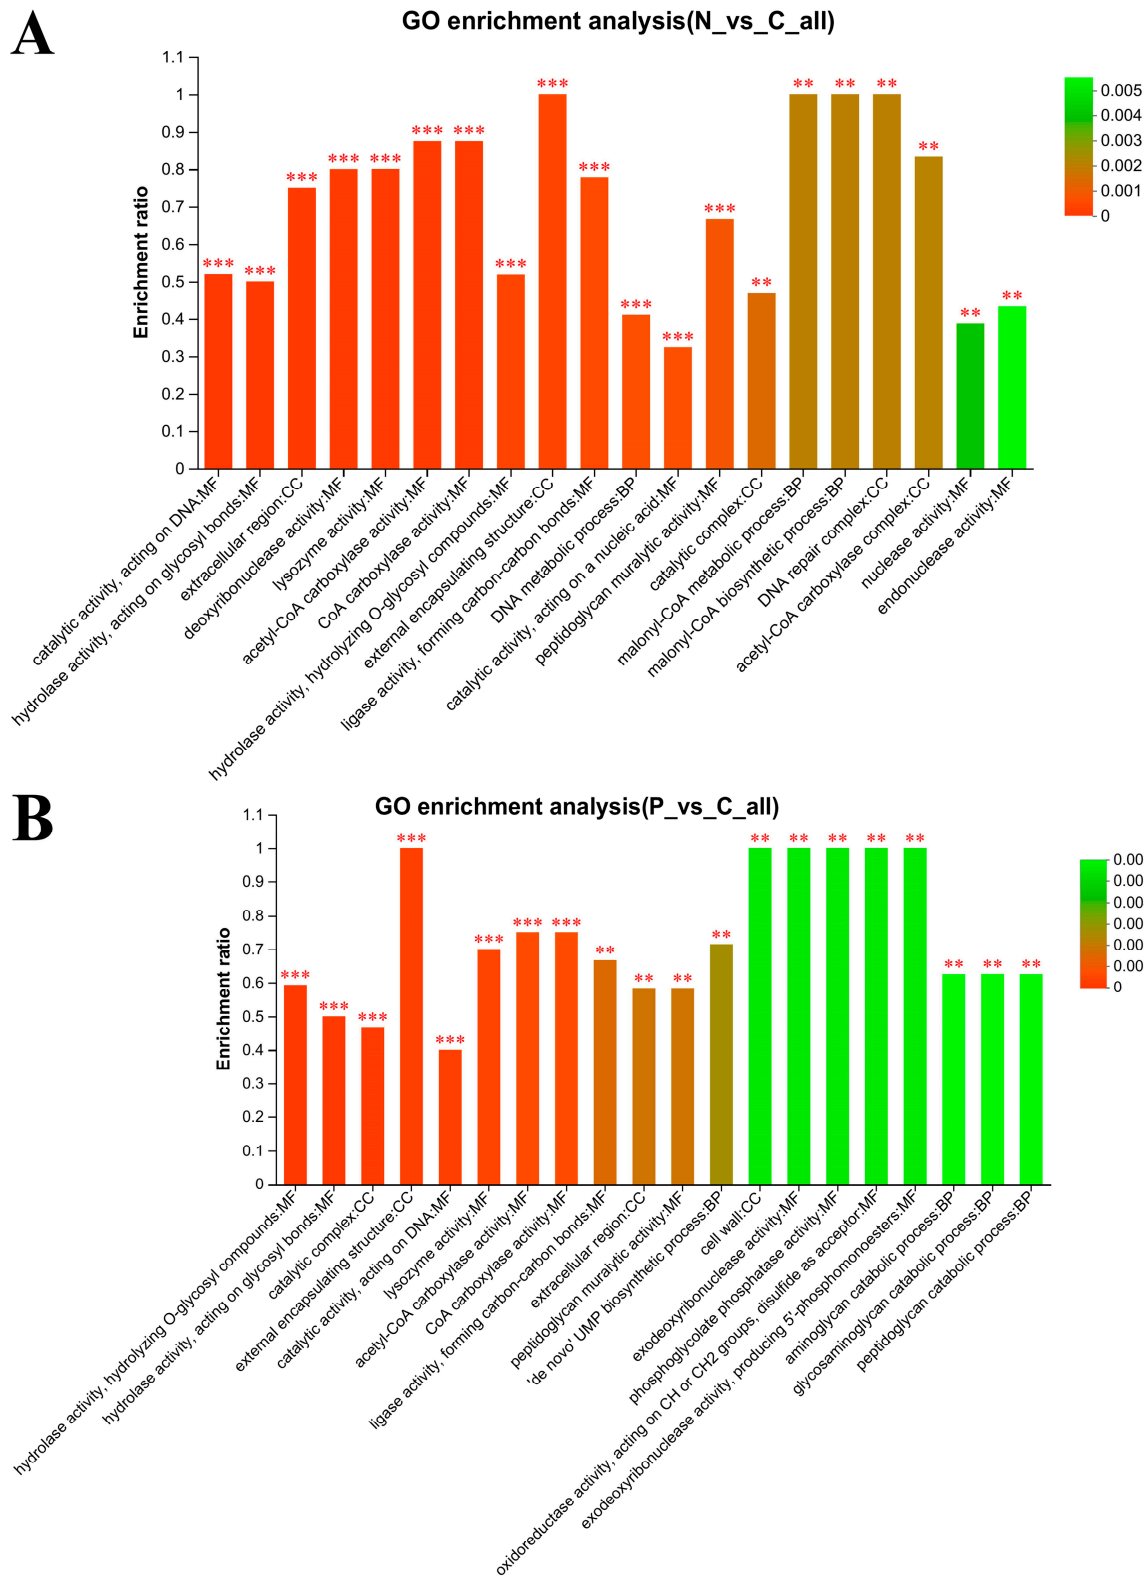 A
GO enrichment analysis(N_vs_C_all)
Enrichment ratio
1.1
1
0.9
0.8
0.7
0.6
0.5
0.4
0.3
0.2
0.1
0
***
***
***
***
***
***
***
***
***
***
***
***
***
**
**
**
**
**
**
**
0.005
0.004
0.003
0.002
0.001
0
catalytic activity, acting on DNA:MF
hydrolase activity, acting on glycosyl bonds:MF
extracellular region:CC
deoxyribonuclease activity:MF
lysozyme activity:MF
acetyl-CoA carboxylase activity:MF
CoA carboxylase activity:MF
hydrolase activity, hydrolyzing O-glycosyl compounds:MF
external encapsulating structure:CC
ligase activity, forming carbon-carbon bonds:MF
DNA metabolic process:BP
catalytic activity, acting on a nucleic acid:MF
peptidoglycan muralytic activity:MF
catalytic complex:CC
malonyl-CoA metabolic process:BP
malonyl-CoA biosynthetic process:BP
DNA repair complex:CC
acetyl-CoA carboxylase complex:CC
nuclease activity:MF
endonuclease activity:MF
B
GO enrichment analysis(P_vs_C_all)
Enrichment ratio
1.1
1
0.9
0.8
0.7
0.6
0.5
0.4
0.3
0.2
0.1
0
***
***
***
***
***
***
***
***
**
**
**
**
**
**
**
**
**
**
**
**
0.00
0.00
0.00
0.00
0.00
0.00
0
hydrolase activity, hydrolyzing O-glycosyl compounds:MF
hydrolase activity, acting on glycosyl bonds:MF
catalytic complex:CC
external encapsulating structure:CC
catalytic activity, acting on DNA:MF
lysozyme activity:MF
acetyl-CoA carboxylase activity:MF
CoA carboxylase activity:MF
ligase activity, forming carbon-carbon bonds:MF
extracellular region:CC
peptidoglycan muralytic activity:MF
'de novo' UMP biosynthetic process:BP
cell wall:CC
exodeoxyribonuclease activity:MF
phosphoglycolate phosphatase activity:MF
oxidoreductase activity, acting on CH or CH2 groups, disulfide as acceptor:MF
exodeoxyribonuclease activity, producing 5'-phosphomonoesters:MF
aminoglycan catabolic process:BP
glycosaminoglycan catabolic process:BP
peptidoglycan catabolic process:BP